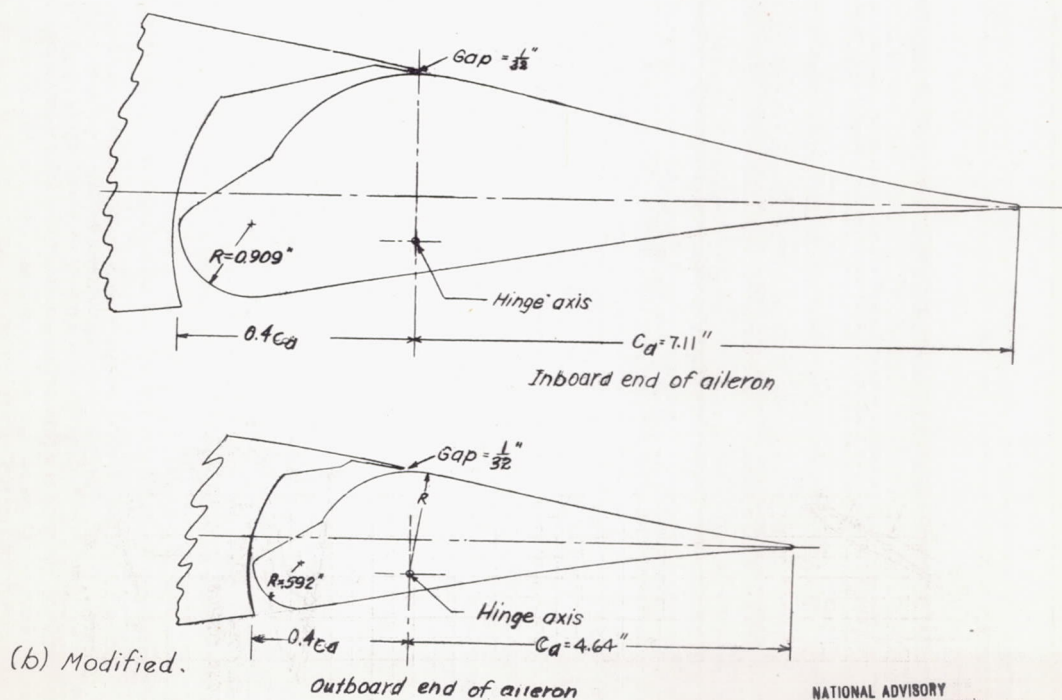 Gap = 1/32"
R=0.909"
Hinge axis
0.4Ca
Ca=7.11"
Inboard end of aileron
Gap = 1/32"
R
R=.592"
Hinge axis
0.4Ca
Ca=4.64"
(b) Modified.
Outboard end of aileron
NATIONAL ADVISORY